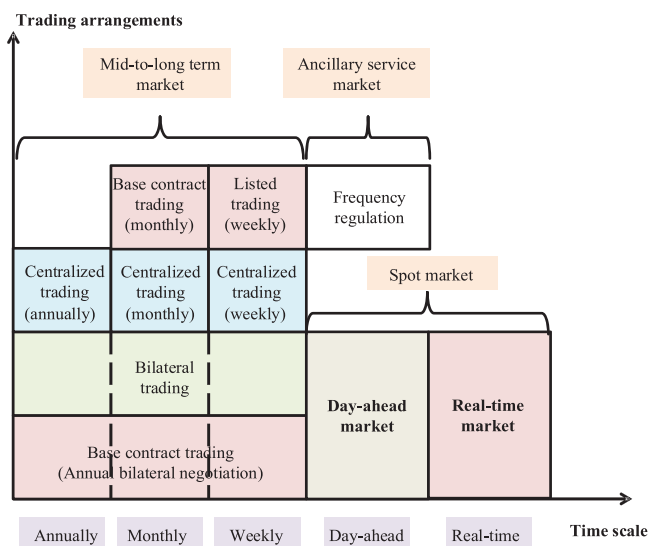 Trading arrangements
Mid-to-long term
market
Ancillary service
market
Base contract
trading
(monthly)
Listed
trading
(weekly)
Frequency
regulation
Centralized
trading
(annually)
Centralized
trading
(monthly)
Centralized
trading
(weekly)
Spot market
Bilateral
trading
Day-ahead
market
Real-time
market
Base contract trading
(Annual bilateral negotiation)
Annually
Monthly
Weekly
Day-ahead
Real-time
Time scale